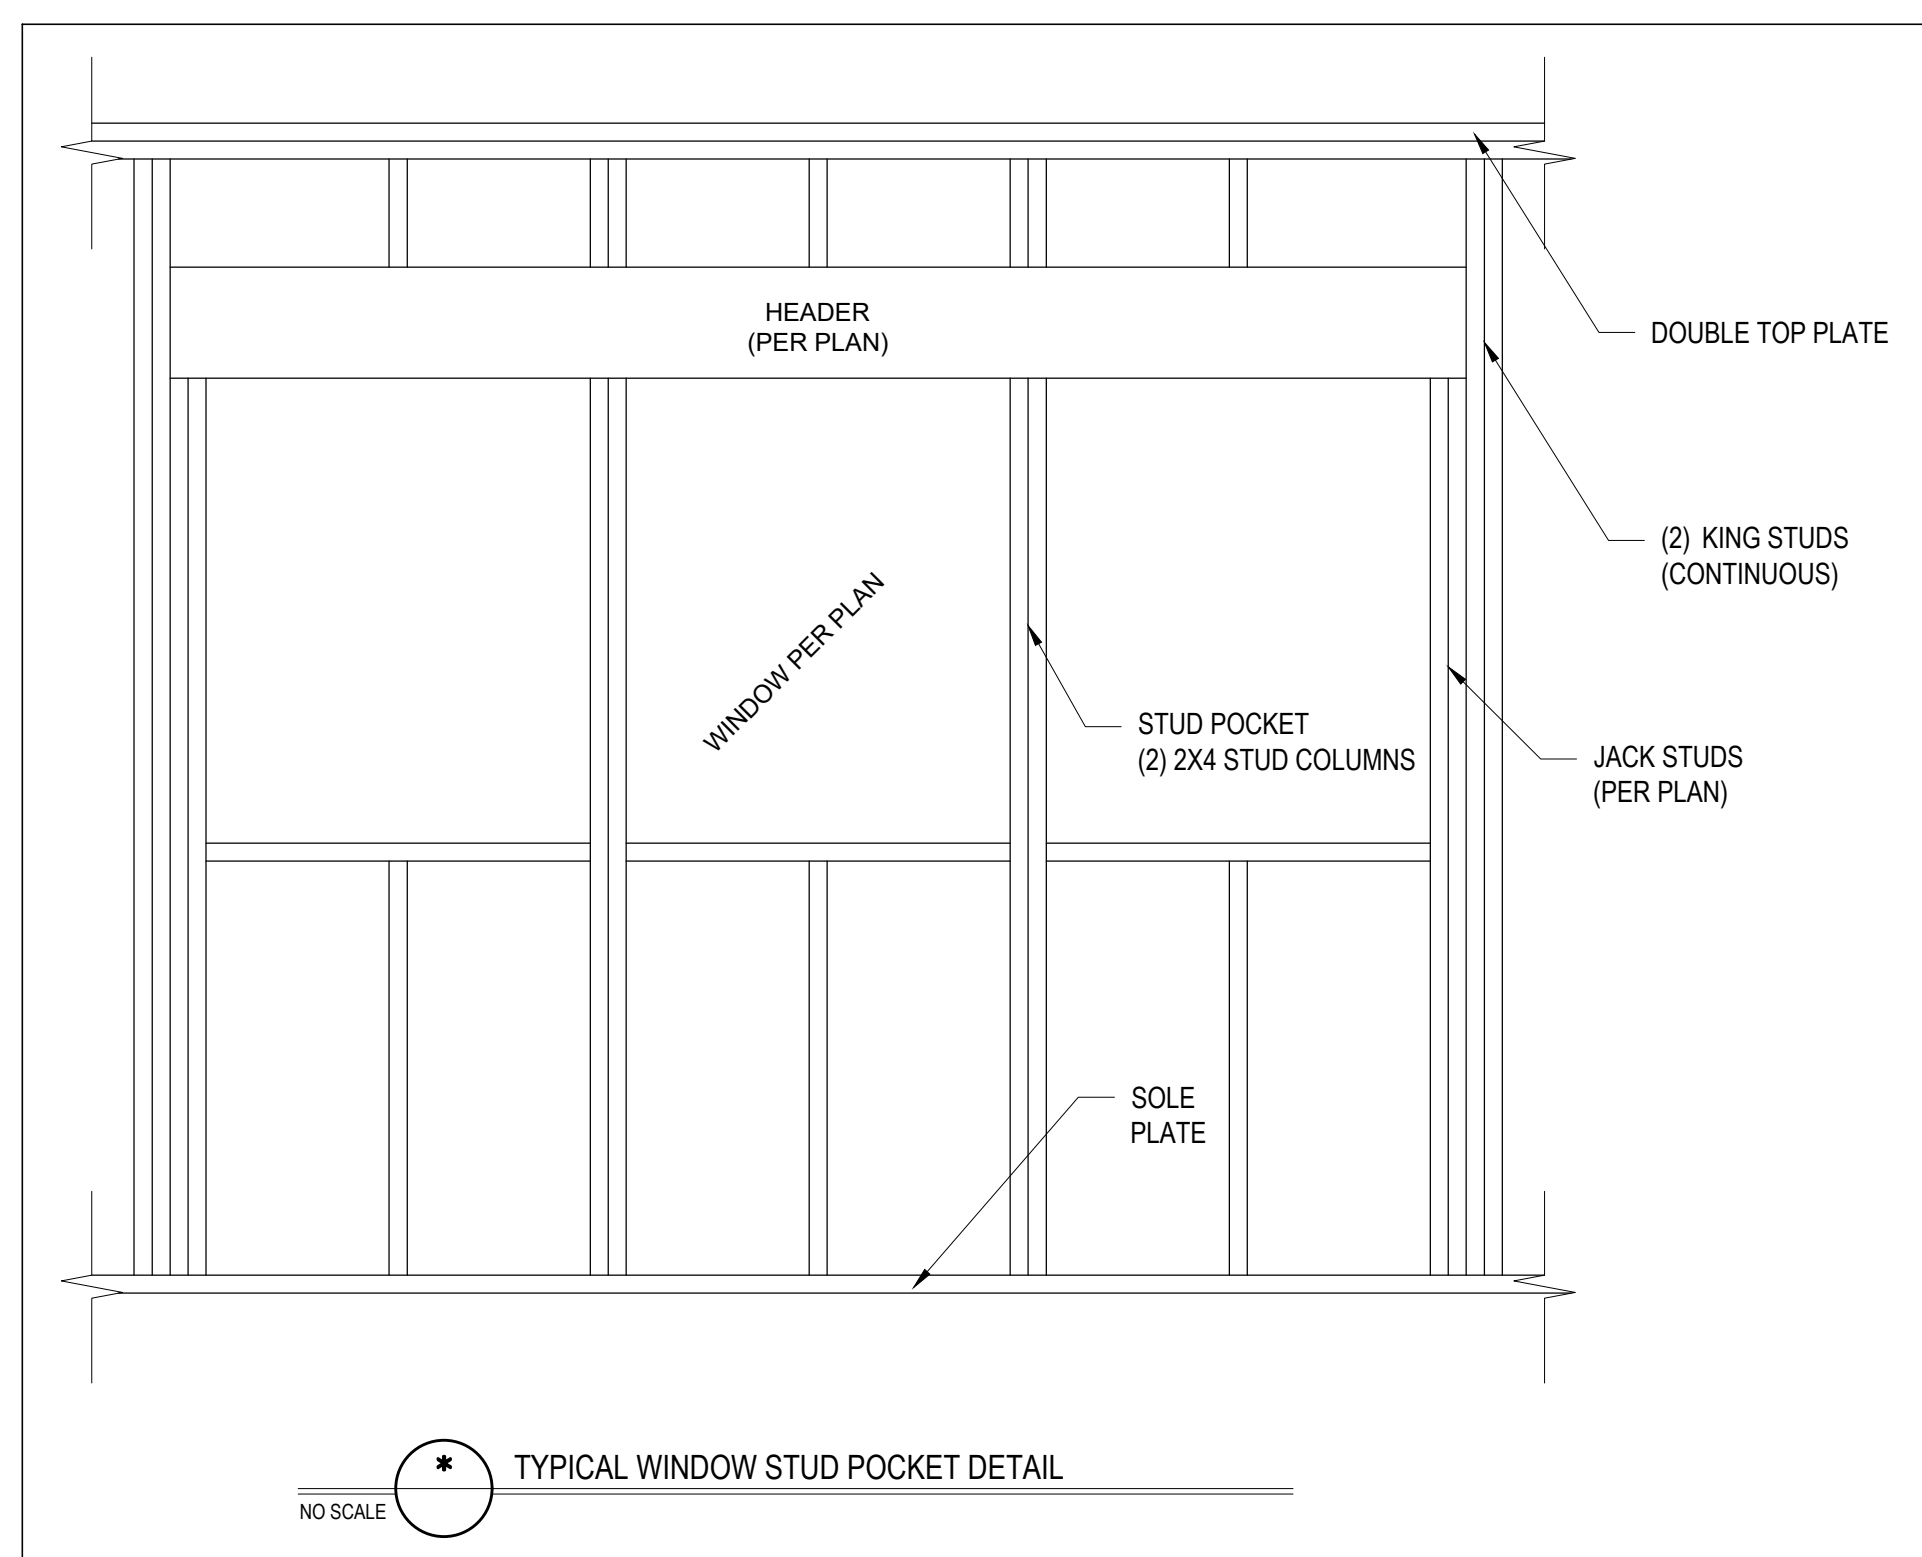 HEADER
(PER PLAN)
DOUBLE TOP PLATE
(2) KING STUDS
(CONTINUOUS)
WINDOW PER PLAN
STUD POCKET
(2) 2X4 STUD COLUMNS
JACK STUDS
(PER PLAN)
SOLE
PLATE
*
TYPICAL WINDOW STUD POCKET DETAIL
NO SCALE